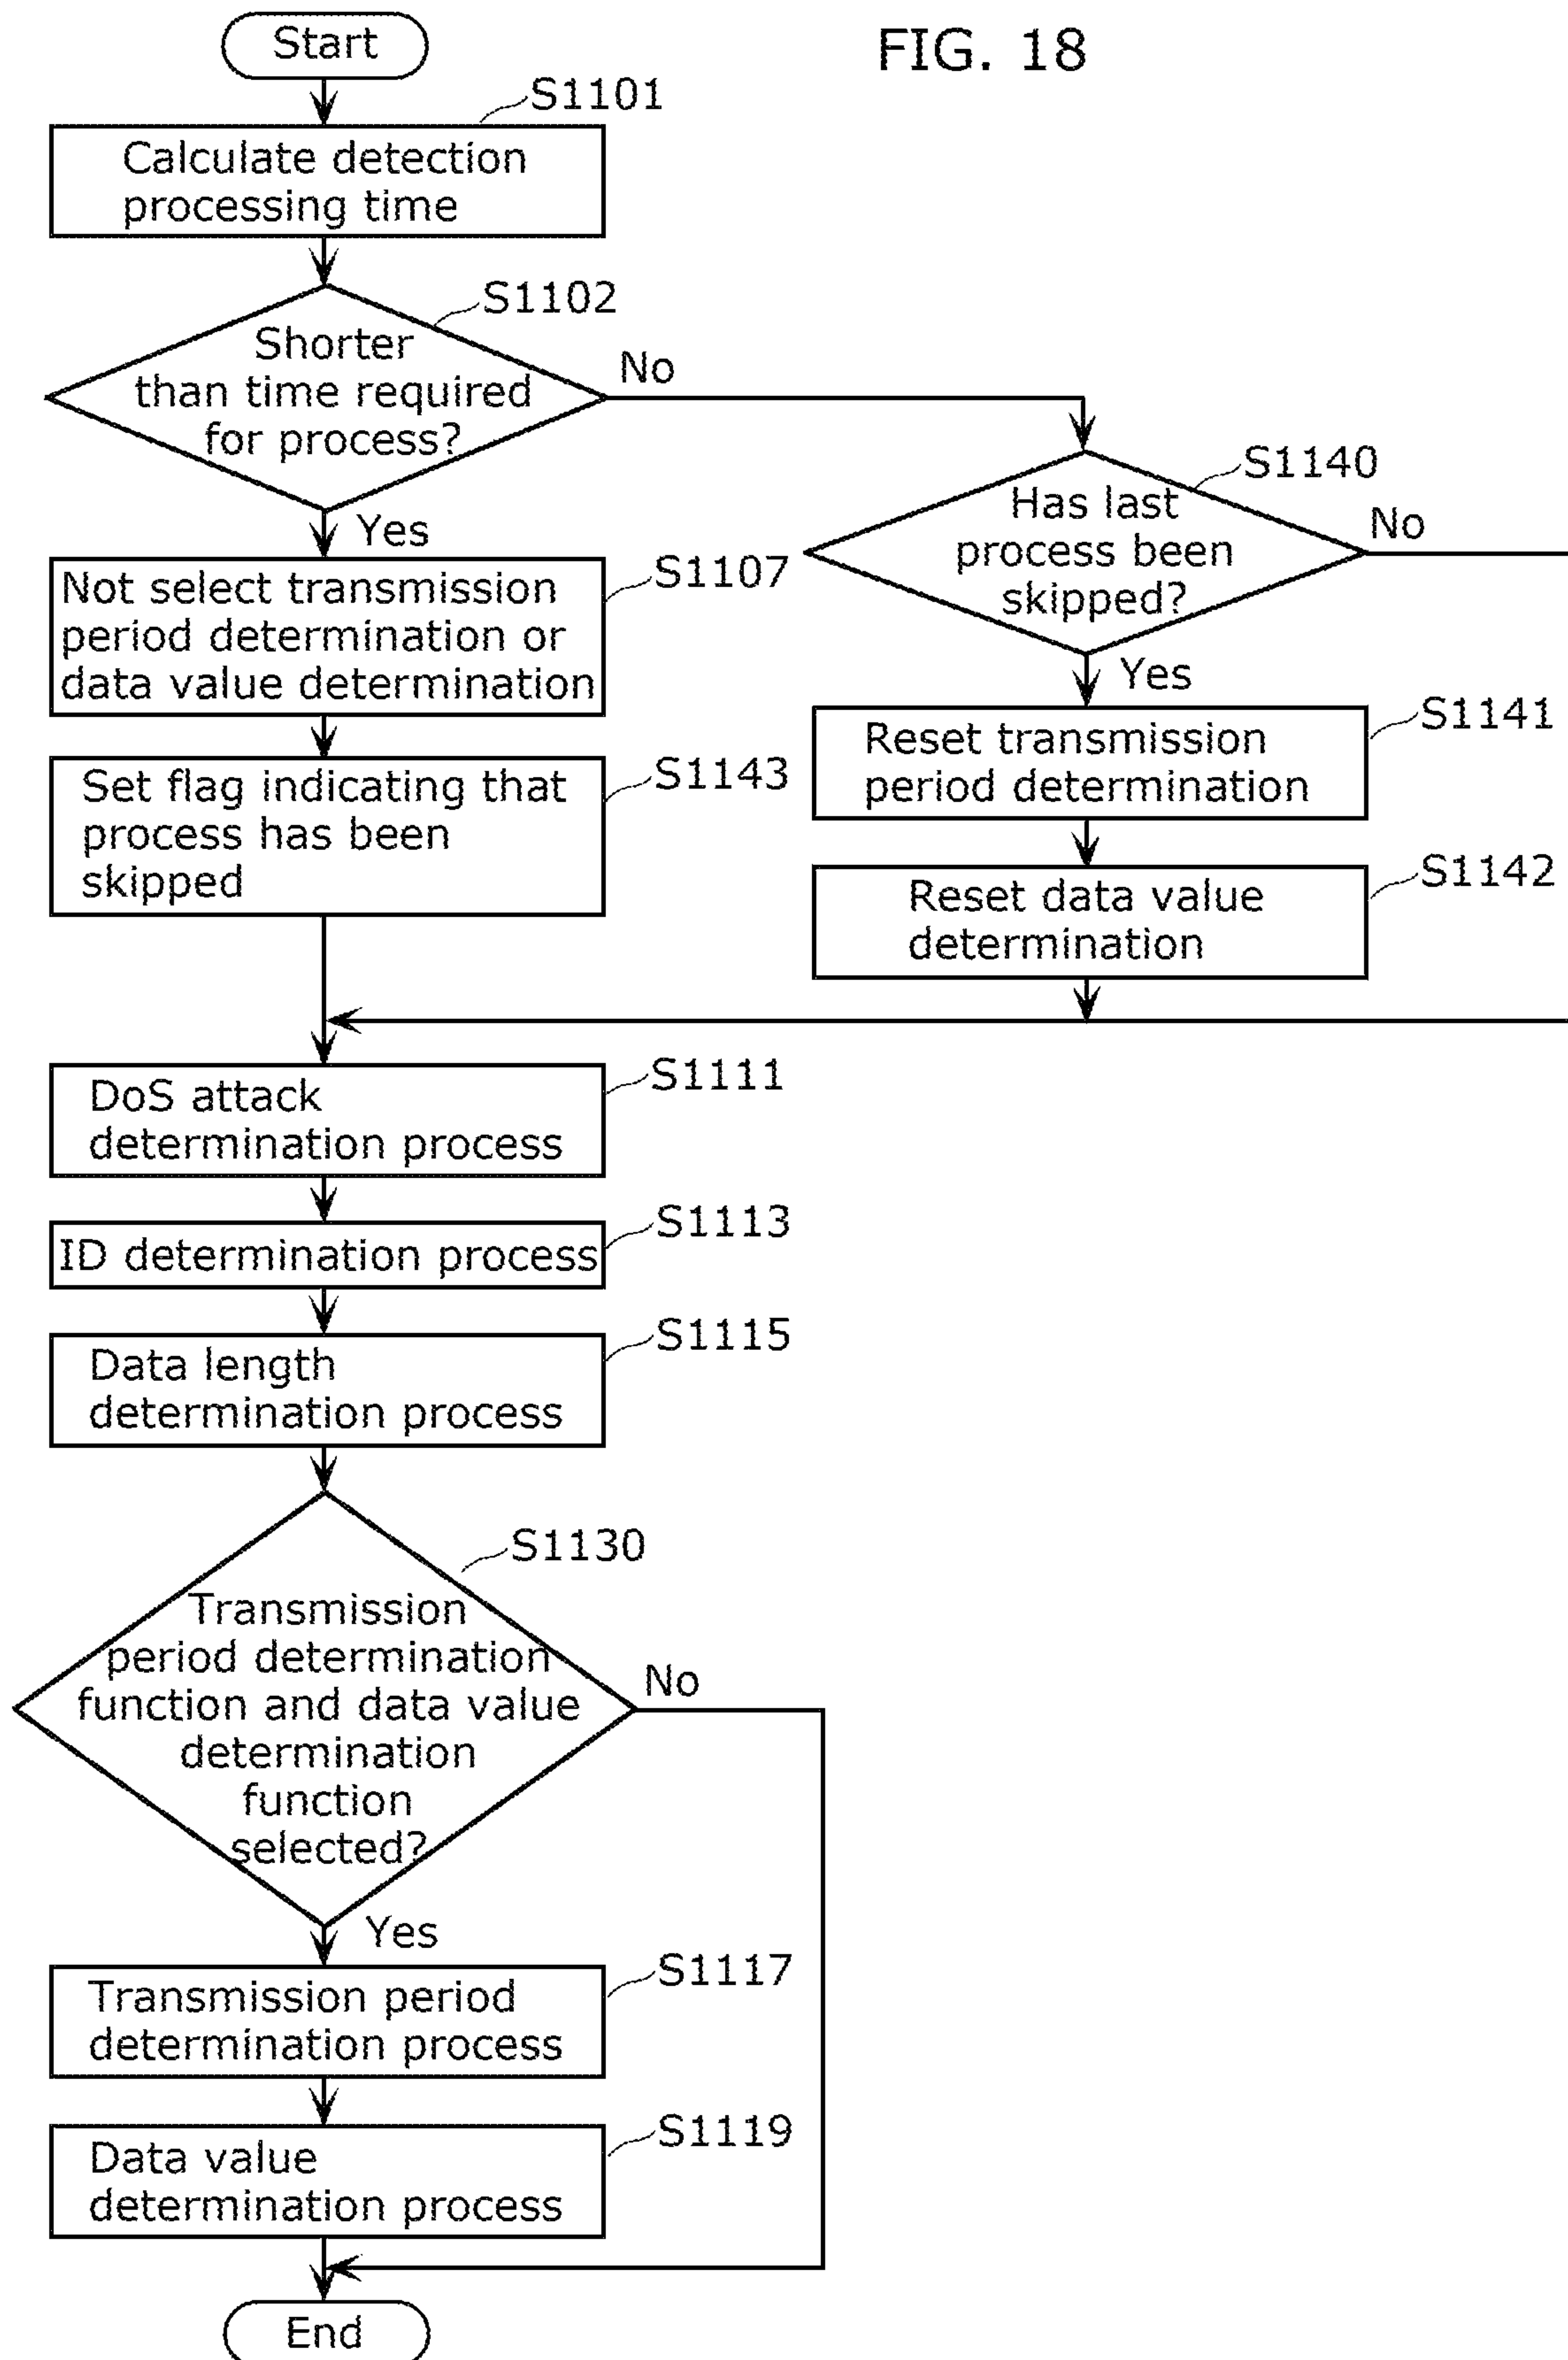 FIG. 18
Start
S1101
Calculate detection
processing time
S1102
Shorter
than time required
for process?
No
Yes
S1140
Has last
process been
skipped?
No
Yes
S1107
Not select transmission
period determination or
data value determination
S1141
Reset transmission
period determination
S1143
Set flag indicating that
process has been
skipped
S1142
Reset data value
determination
S1111
DoS attack
determination process
S1113
ID determination process
S1115
Data length
determination process
S1130
Transmission
period determination
function and data value
determination
function
selected?
No
Yes
S1117
Transmission period
determination process
S1119
Data value
determination process
End